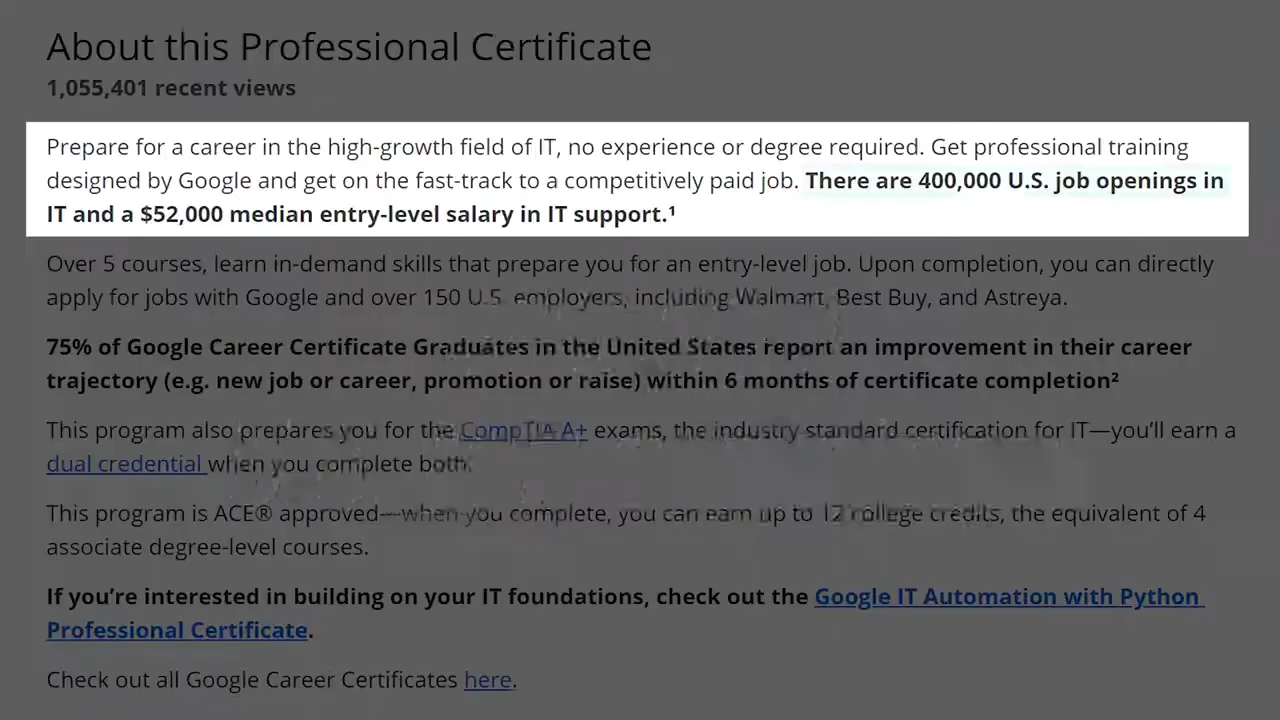 About this Professional Certificate
1,055,401 recent views
Prepare for a career in the high-growth field of IT, no experience or degree required. Get professional training
designed by Google and get on the fast-track to a competitively paid job. There are 400,000 U.S. job openings in
IT and a $52,000 median entry-level salary in IT support.¹
Over 5 courses, learn in-demand skills that prepare you for an entry-level job. Upon completion, you can directly
apply for jobs with Google and over 150 U.S. employers, including Walmart, Best Buy, and Astreya.
75% of Google Career Certificate Graduates in the United States report an improvement in their career
trajectory (e.g. new job or career, promotion or raise) within 6 months of certificate completion²
This program also prepares you for the CompTIA A+ exams, the industry standard certification for IT—you’ll earn a
dual credential when you complete both.
This program is ACE® approved—when you complete, you can earn up to 12 college credits, the equivalent of 4
associate degree-level courses.
If you’re interested in building on your IT foundations, check out the Google IT Automation with Python
Professional Certificate.
Check out all Google Career Certificates here.